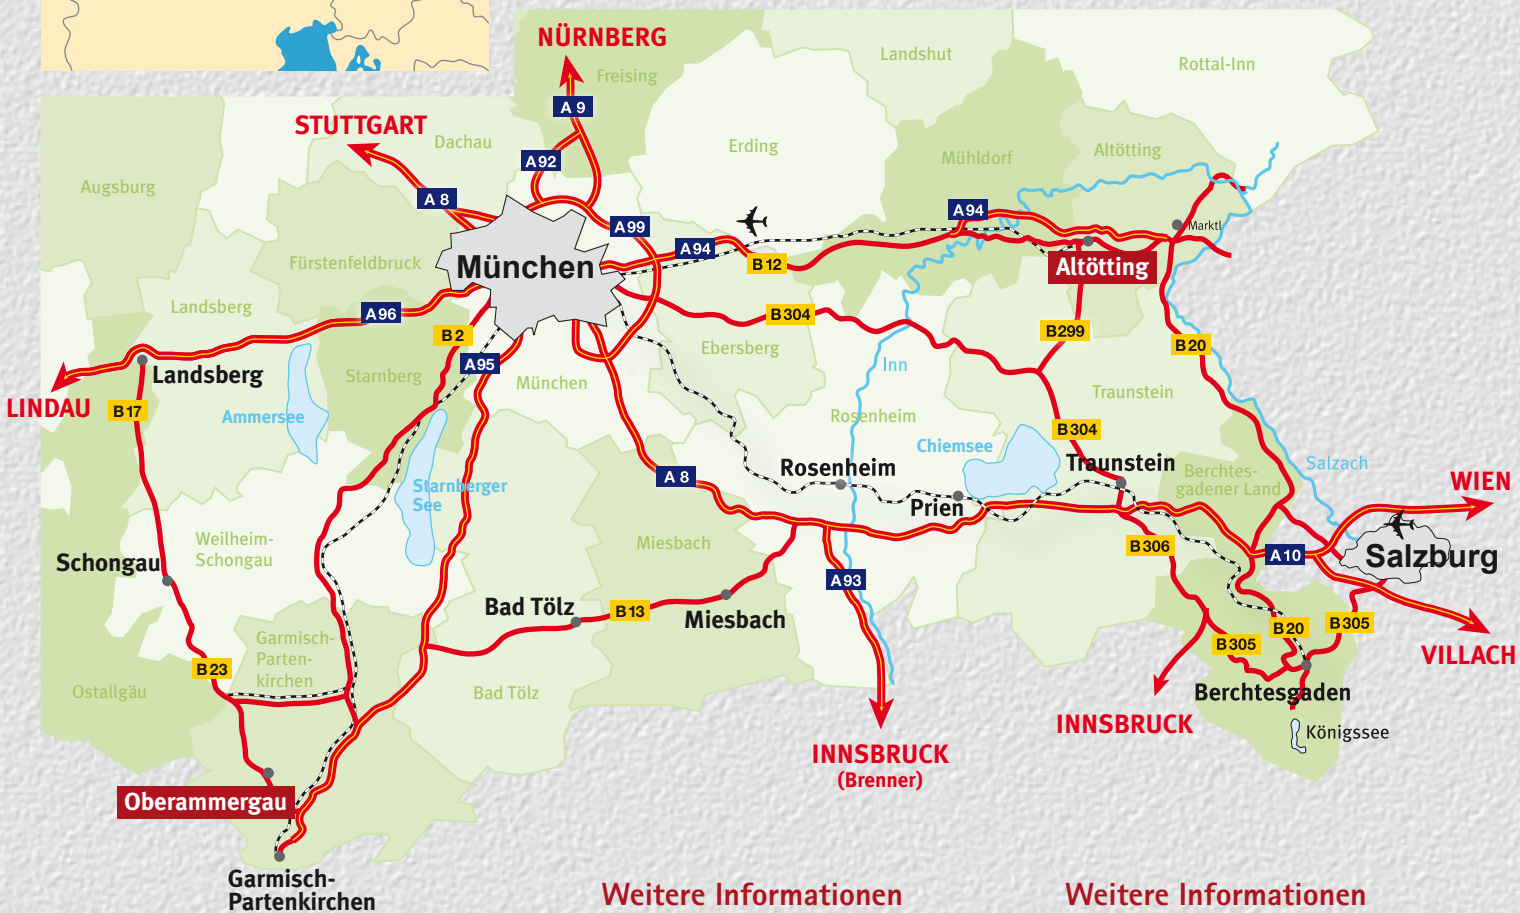 NÜRNBERG
Freising
Landshut
Rottal-Inn
A 9
STUTTGART
Dachau
A92
Erding
Mühldorf
Altötting
Augsburg
A 8
A99
A94
A94
Marktl
Fürstenfeldbruck
München
B12
Altötting
Landsberg
A96
B2
B304
B299
B20
Landsberg
Starnberg
A95
München
Ebersberg
Inn
Traunstein
LINDAU
B17
Ammersee
Rosenheim
B304
Chiemsee
Traunstein
Rosenheim
Prien
Berchtes-
gadener Land
Salzach
WIEN
A 8
Starnberger
See
Weilheim-
Schongau
Miesbach
B306
A10
Salzburg
Schongau
A93
Bad Tölz
B13
Miesbach
B305
B20
B305
Garmisch-
Parten-
kirchen
B23
VILLACH
Ostallgäu
Bad Tölz
Berchtesgaden
INNSBRUCK
Königssee
INNSBRUCK
(Brenner)
Oberammergau
Garmisch-
Partenkirchen
Weitere Informationen
Weitere Informationen